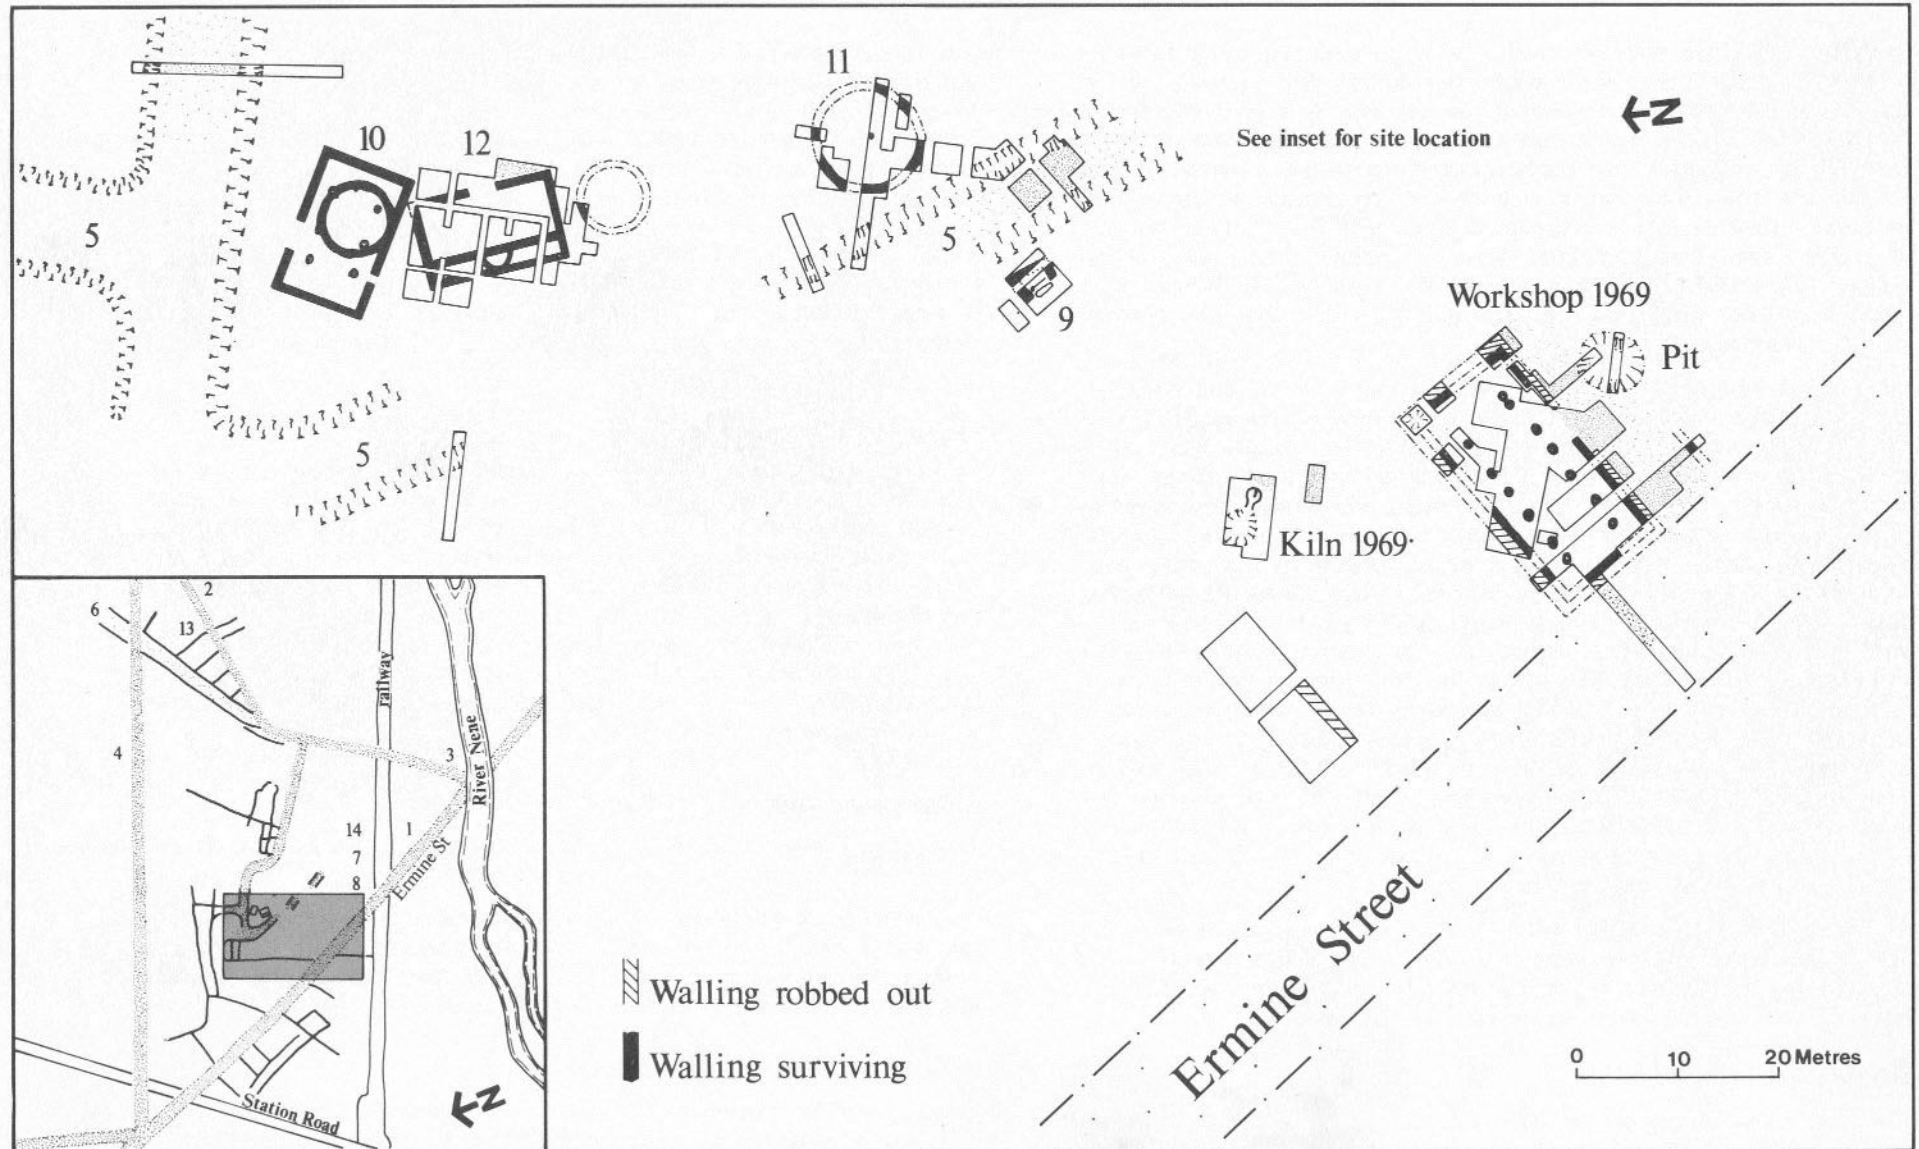 11
N
See inset for site location
10
12
5
5
9
Workshop 1969
Pit
5
Kiln 1969
2
6
13
railway
4
3
River Nene
14
1
7
Ermine St
8
Station Road
N
Walling robbed out
Walling surviving
Ermine Street
0 10 20 Metres